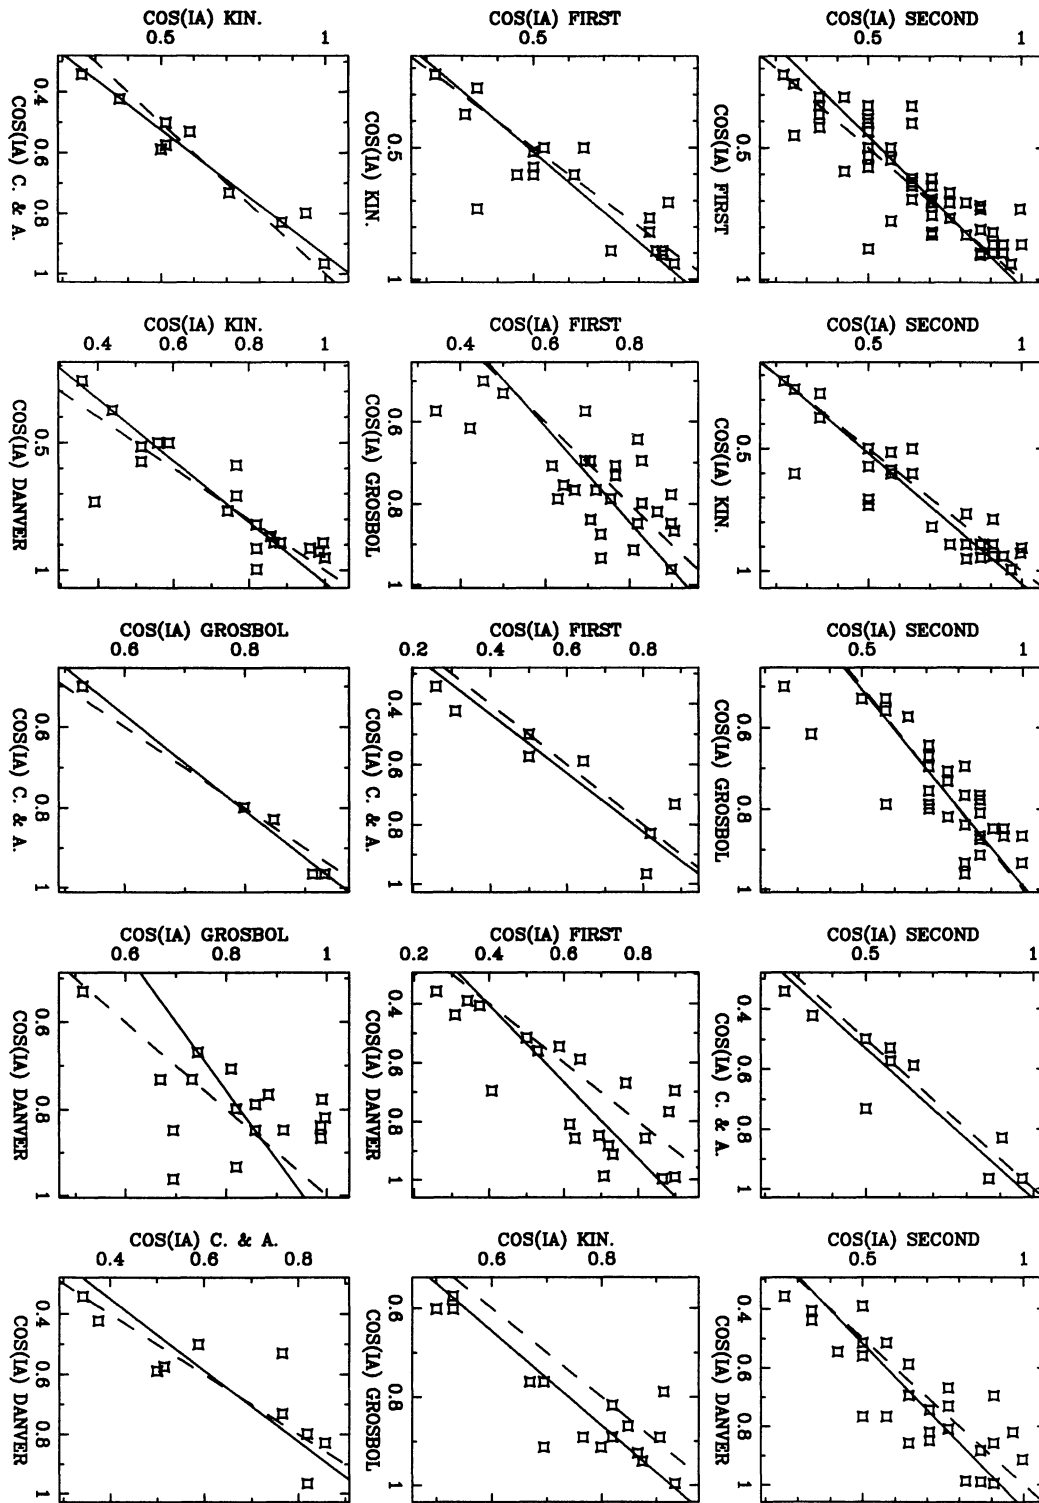 COS(IA) KIN.
0.5 1
0.4 0.6 0.8 1
COS(IA) C. & A.
COS(IA) FIRST
0.5
0.5 1
COS(IA) KIN.
COS(IA) SECOND
0.5 1
0.5 1
COS(IA) FIRST
COS(IA) KIN.
0.4 0.6 0.8 1
0.5 1
COS(IA) DANVER
COS(IA) FIRST
0.4 0.6 0.8
0.6 0.8 1
COS(IA) GROSBOL
COS(IA) SECOND
0.5 1
0.5 1
COS(IA) KIN.
COS(IA) GROSBOL
0.6 0.8
0.6 0.8 1
COS(IA) C. & A.
COS(IA) FIRST
0.2 0.4 0.6 0.8
0.4 0.6 0.8 1
COS(IA) C. & A.
COS(IA) SECOND
0.5 1
0.6 0.8 1
COS(IA) GROSBOL
COS(IA) GROSBOL
0.6 0.8 1
0.6 0.8 1
COS(IA) DANVER
COS(IA) FIRST
0.2 0.4 0.6 0.8
0.4 0.6 0.8 1
COS(IA) DANVER
COS(IA) SECOND
0.5 1
0.4 0.6 0.8 1
COS(IA) C. & A.
COS(IA) C. & A.
0.4 0.6 0.8
0.4 0.6 0.8 1
COS(IA) DANVER
COS(IA) KIN.
0.6 0.8
0.6 0.8 1
COS(IA) GROSBOL
COS(IA) SECOND
0.5 1
0.4 0.6 0.8 1
COS(IA) DANVER